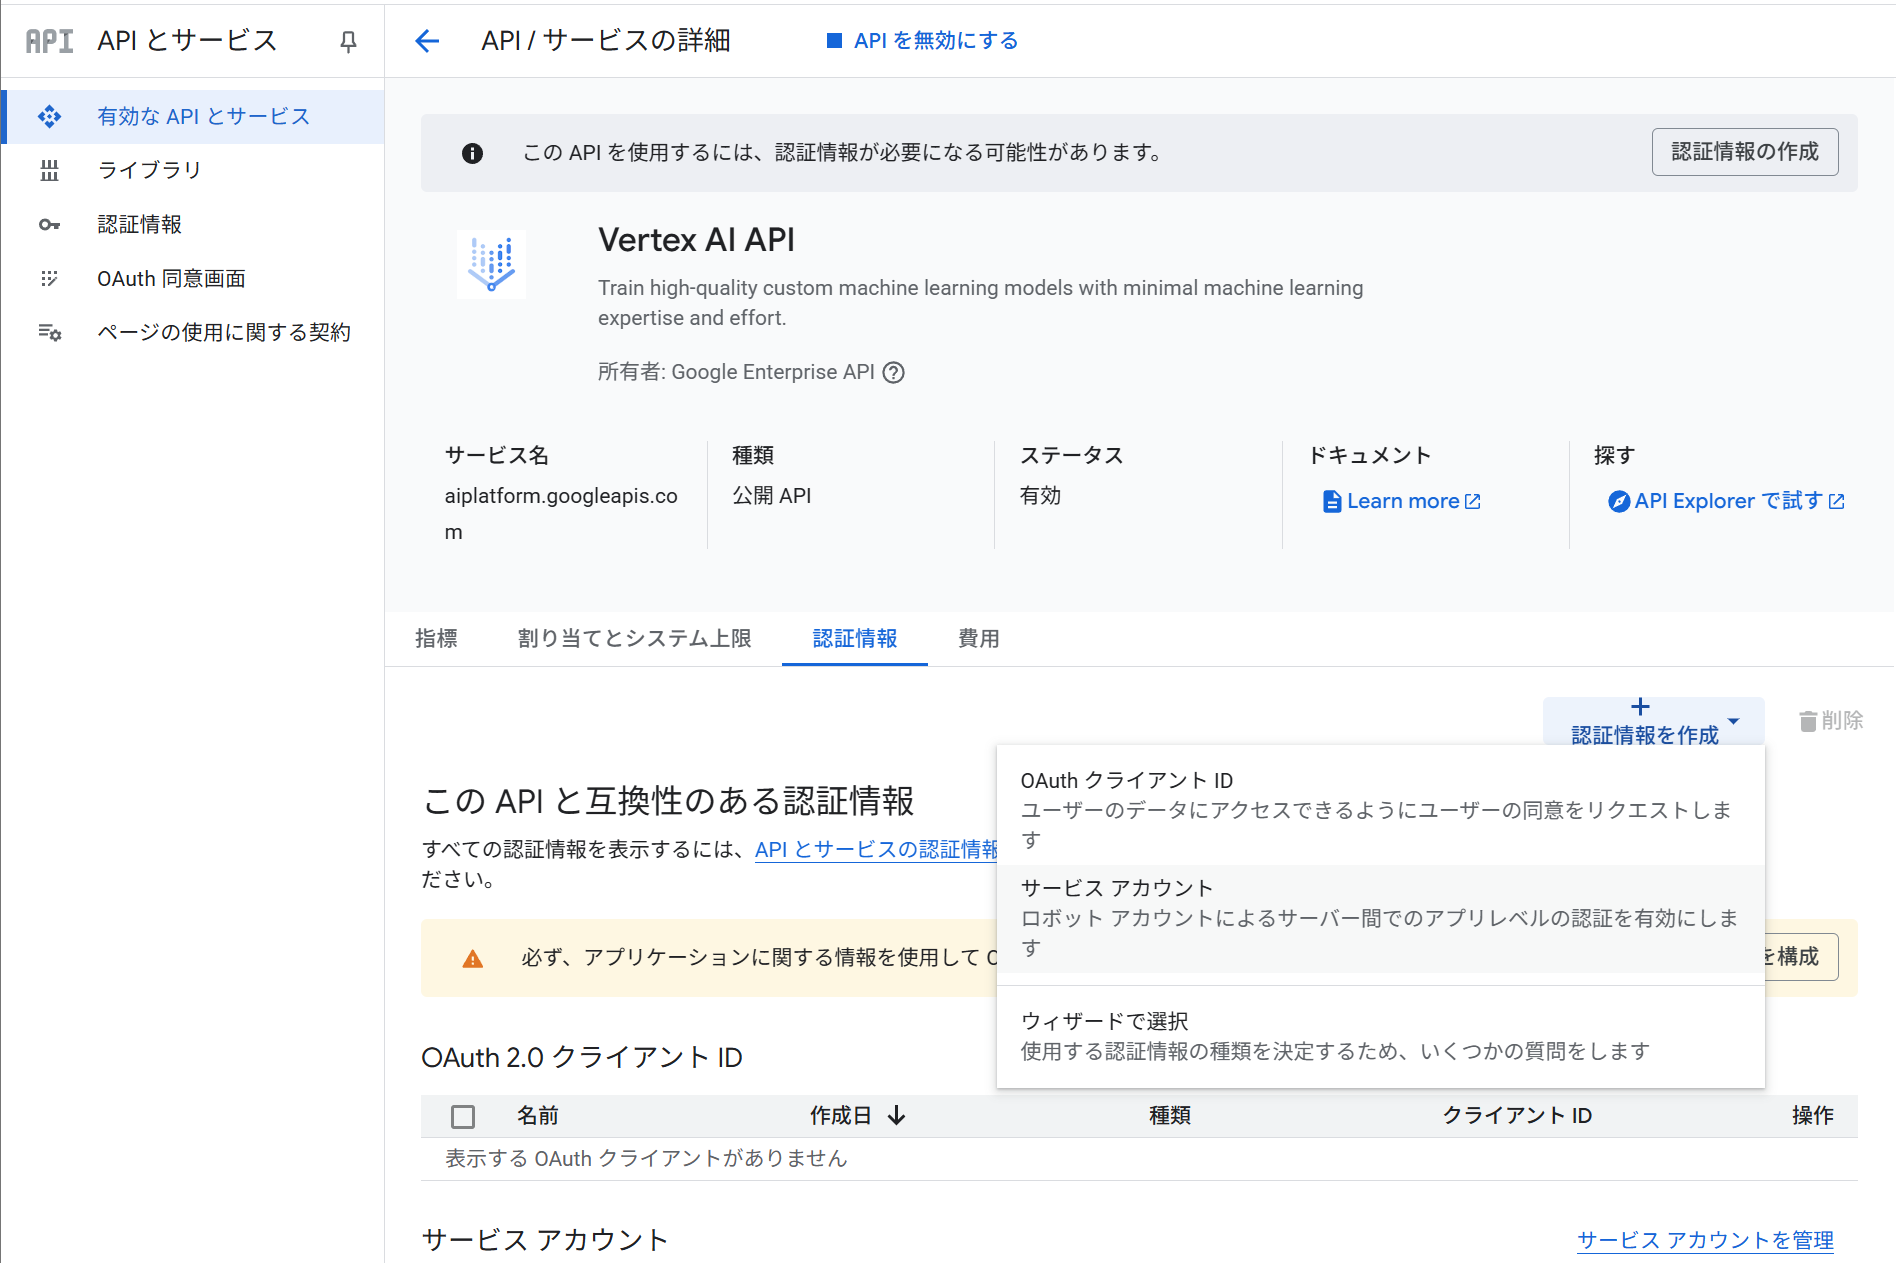 API API とサービス
API / サービスの詳細
API を無効にする
有効な API とサービス
ライブラリ
認証情報
OAuth 同意画面
ページの使用に関する契約
この API を使用するには、認証情報が必要になる可能性があります。
認証情報の作成
Vertex AI API
Train high-quality custom machine learning models with minimal machine learning
expertise and effort.
所有者: Google Enterprise API
サービス名
aiplatform.googleapis.co
m
種類
公開 API
ステータス
有効
ドキュメント
Learn more
探す
API Explorer で試す
指標
割り当てとシステム上限
認証情報
費用
認証情報を作成
削除
OAuth クライアント ID
ユーザーのデータにアクセスできるようにユーザーの同意をリクエストしま
す
サービス アカウント
ロボット アカウントによるサーバー間でのアプリレベルの認証を有効にしま
す
ウィザードで選択
使用する認証情報の種類を決定するため、いくつかの質問をします
この API と互換性のある認証情報
すべての認証情報を表示するには、API とサービスの認証情報
ださい。
必ず、アプリケーションに関する情報を使用して
を構成
OAuth 2.0 クライアント ID
名前
作成日
種類
クライアント ID
操作
表示する OAuth クライアントがありません
サービス アカウント
サービス アカウントを管理